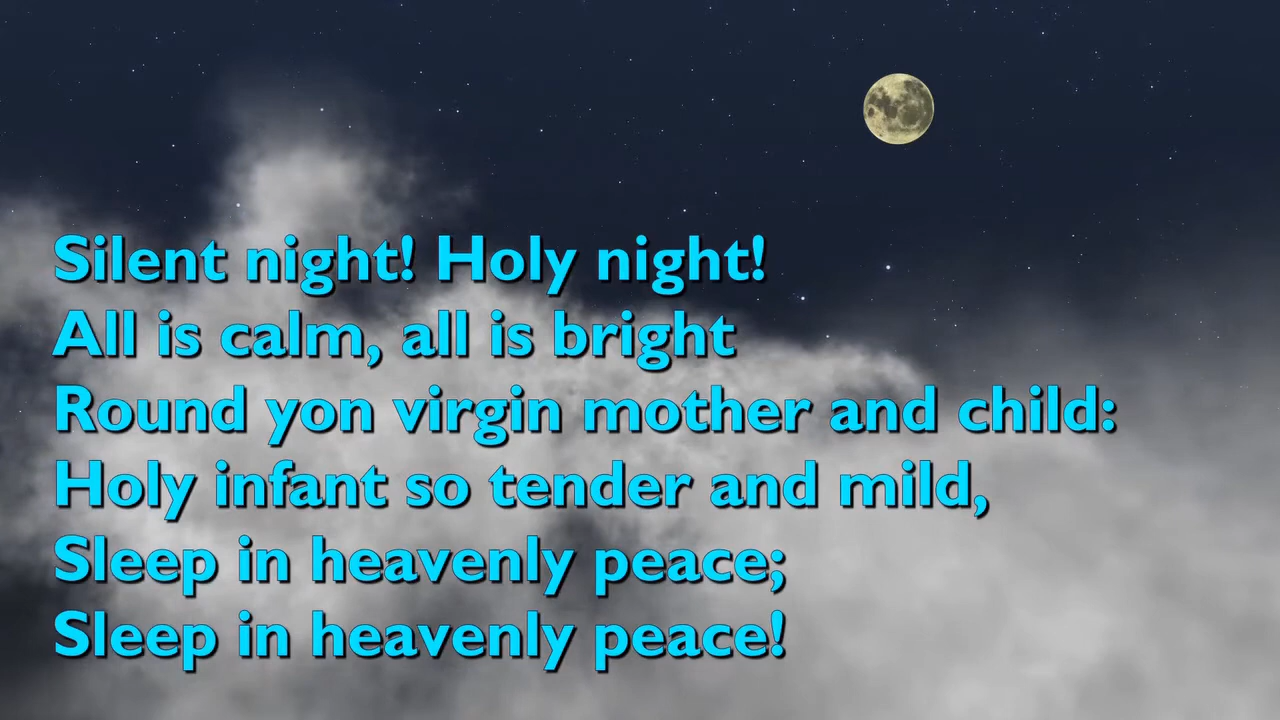 Silent night! Holy night!
All is calm, all is bright
Round yon virgin mother and child:
Holy infant so tender and mild,
Sleep in heavenly peace;
Sleep in heavenly peace!